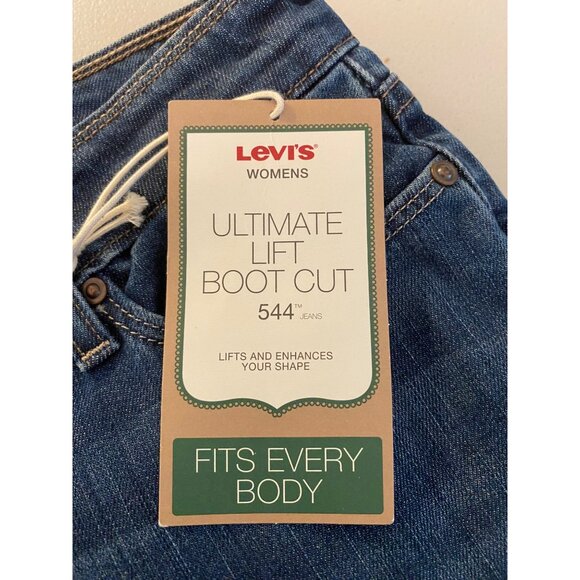 Levi's
WOMENS
ULTIMATE
LIFT
BOOT CUT
544™ JEANS
LIFTS AND ENHANCES
YOUR SHAPE
FITS EVERY
BODY